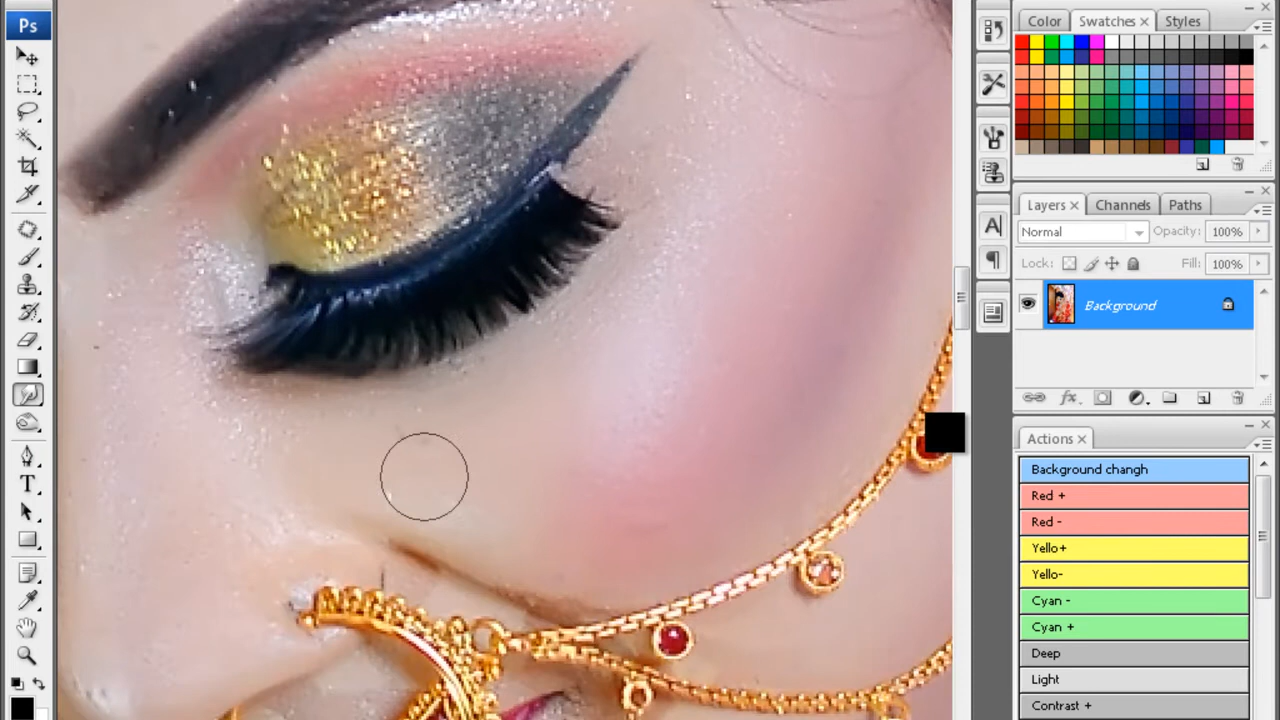 Ps
Color Swatches × Styles
Layers × Channels Paths
Normal Opacity: 100%
Lock: Fill: 100%
Background
fx.
Actions ×
Background changh
Red +
Red -
Yello+
Yello-
Cyan -
Cyan +
Deep
Light
Contrast +